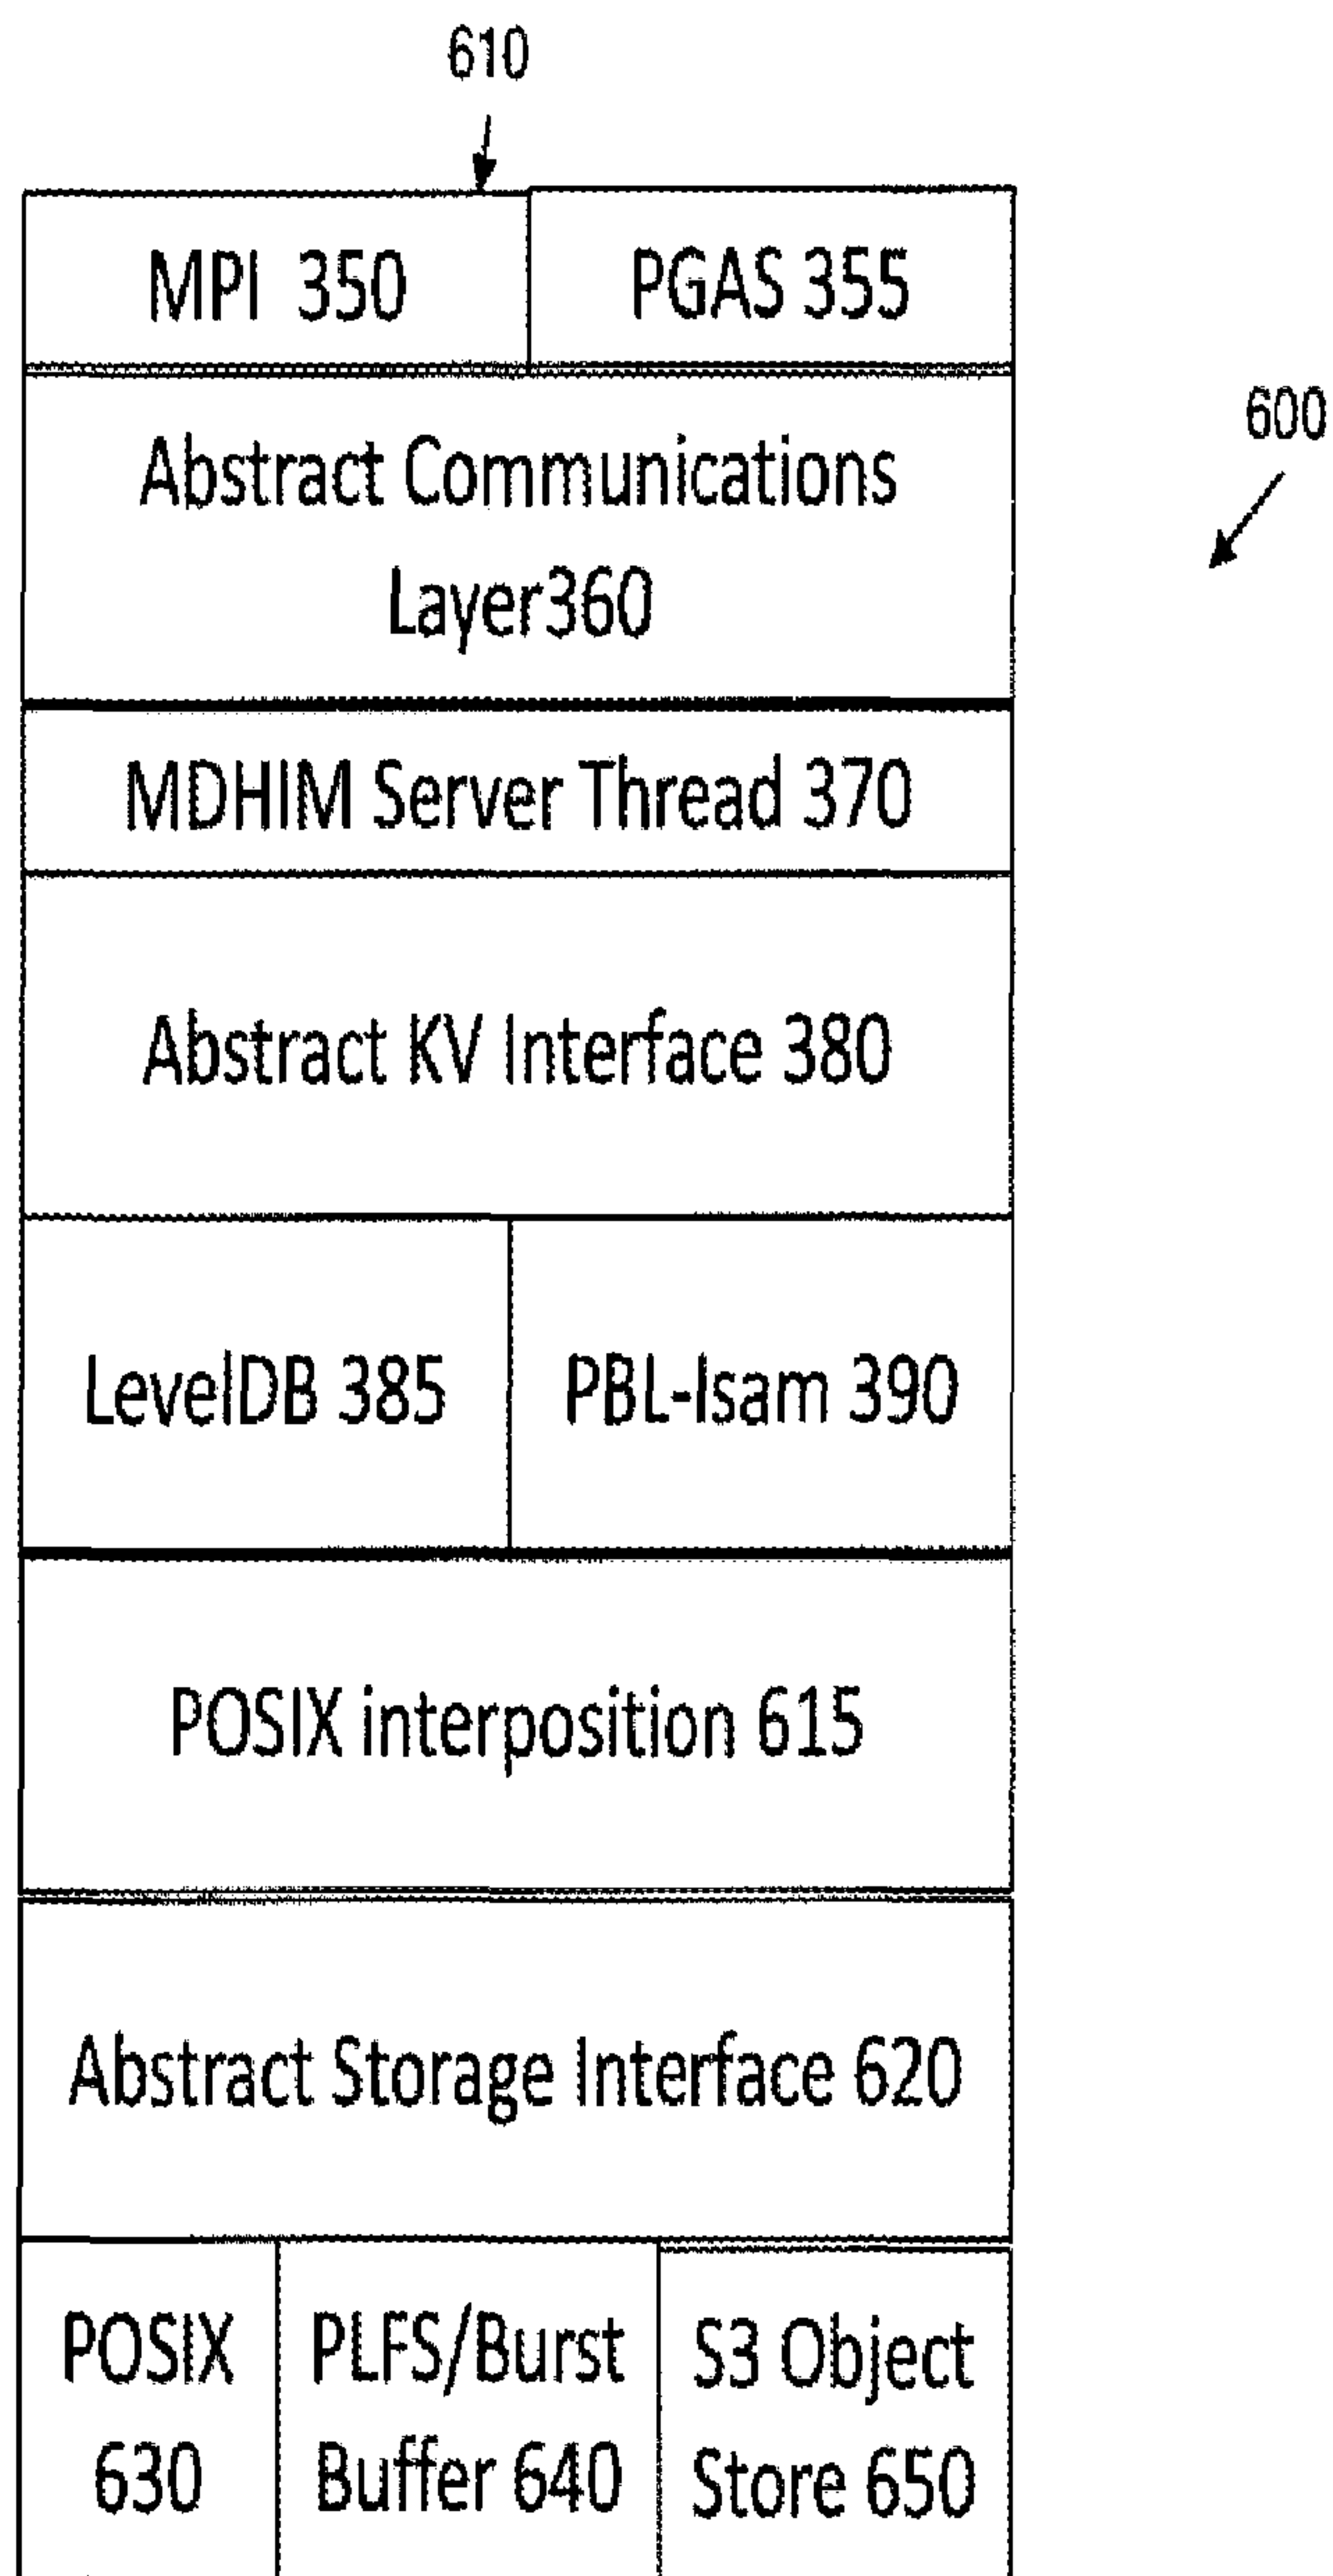 610
MPI 350
PGAS 355
600
Abstract Communications
Layer360
MDHIM Server Thread 370
Abstract KV Interface 380
LevelDB 385
PBL-Isam 390
POSIX interposition 615
Abstract Storage Interface 620
POSIX
630
PLFS/Burst
Buffer 640
S3 Object
Store 650